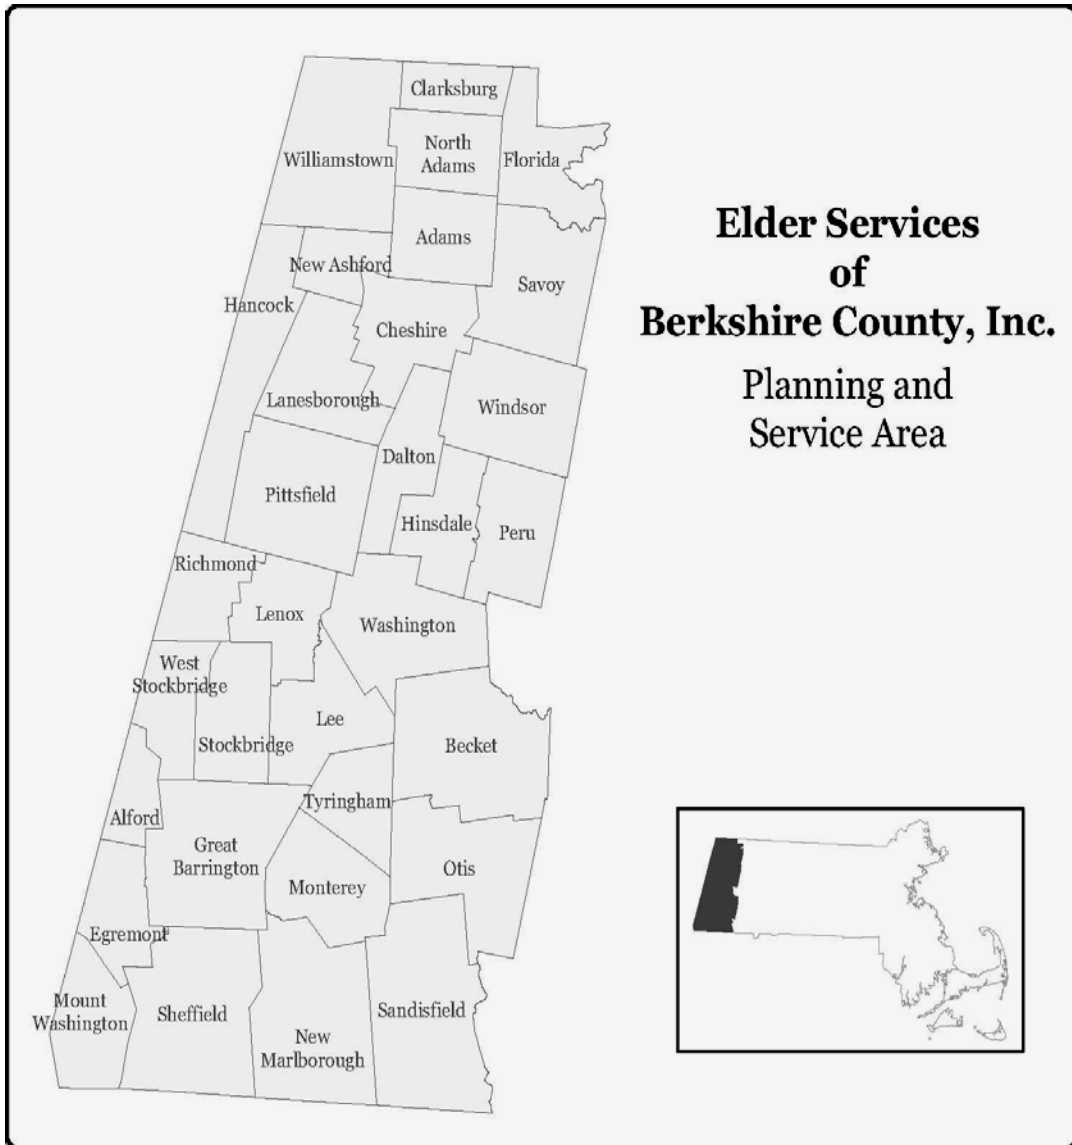 Clarksburg
North
Adams
Williamstown
Florida
Adams
New Ashford
Savoy
Hancock
Cheshire
Lanesborough
Windsor
Dalton
Pittsfield
Hinsdale
Peru
Richmond
Lenox
Washington
West
Stockbridge
Lee
Stockbridge
Becket
Tyringham
Alford
Great
Barrington
Otis
Monterey
Egremont
Mount
Washington
Sheffield
Sandisfield
New
Marlborough
Elder Services
of
Berkshire County, Inc.
Planning and
Service Area